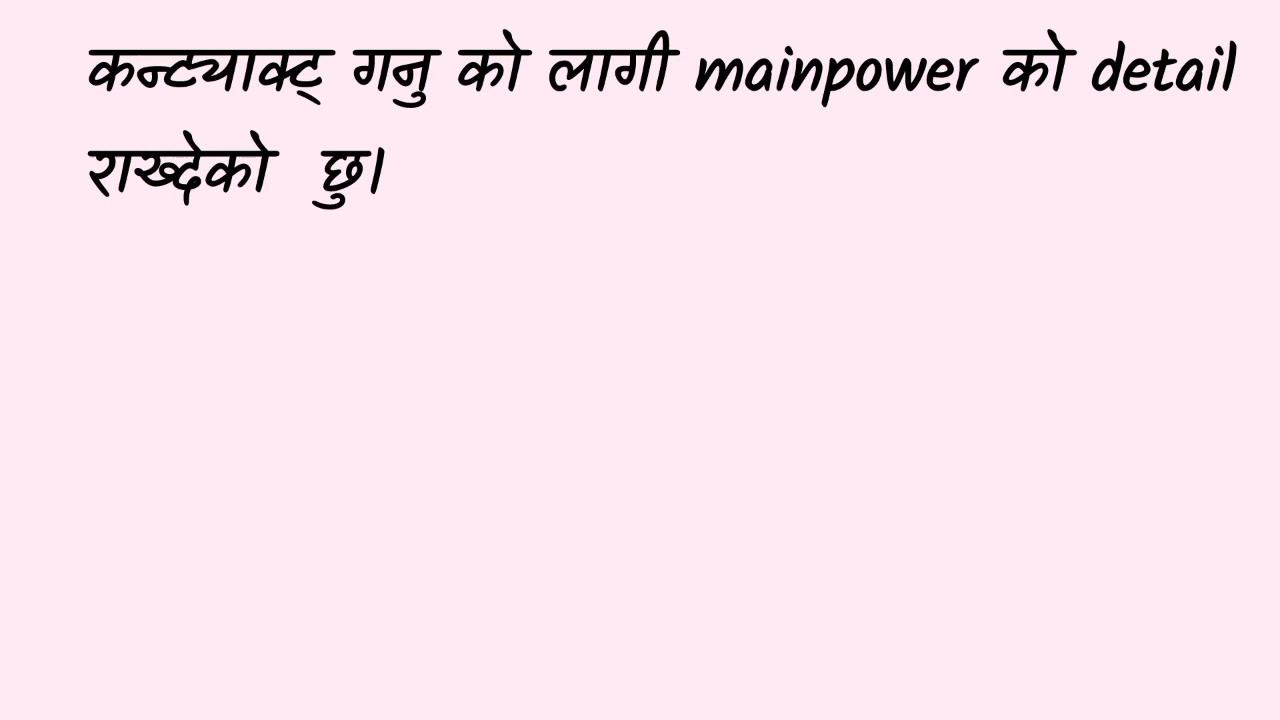 कन्ट्याक्ट् गनु को लागी mainpower को detail
राख्देको छु।